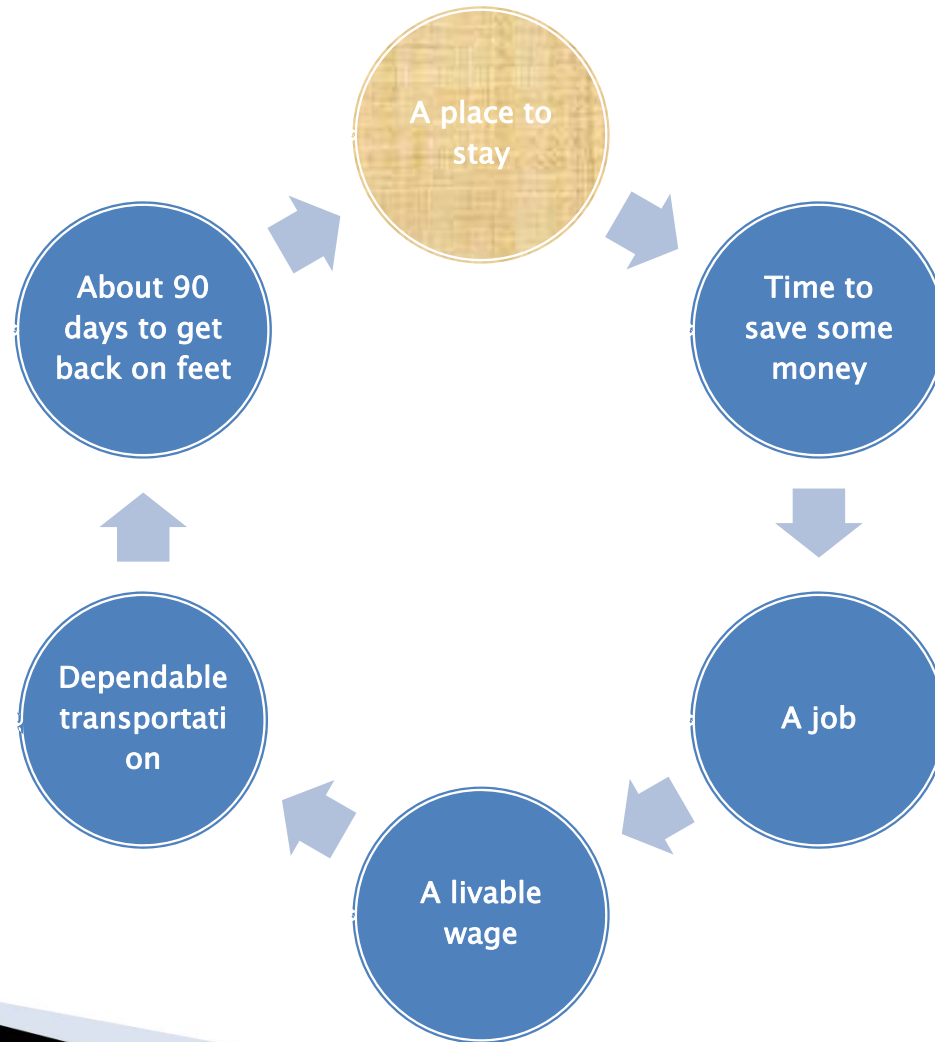 A place to
stay
Time to
save some
money
A job
A livable
wage
Dependable
transportati
on
About 90
days to get
back on feet